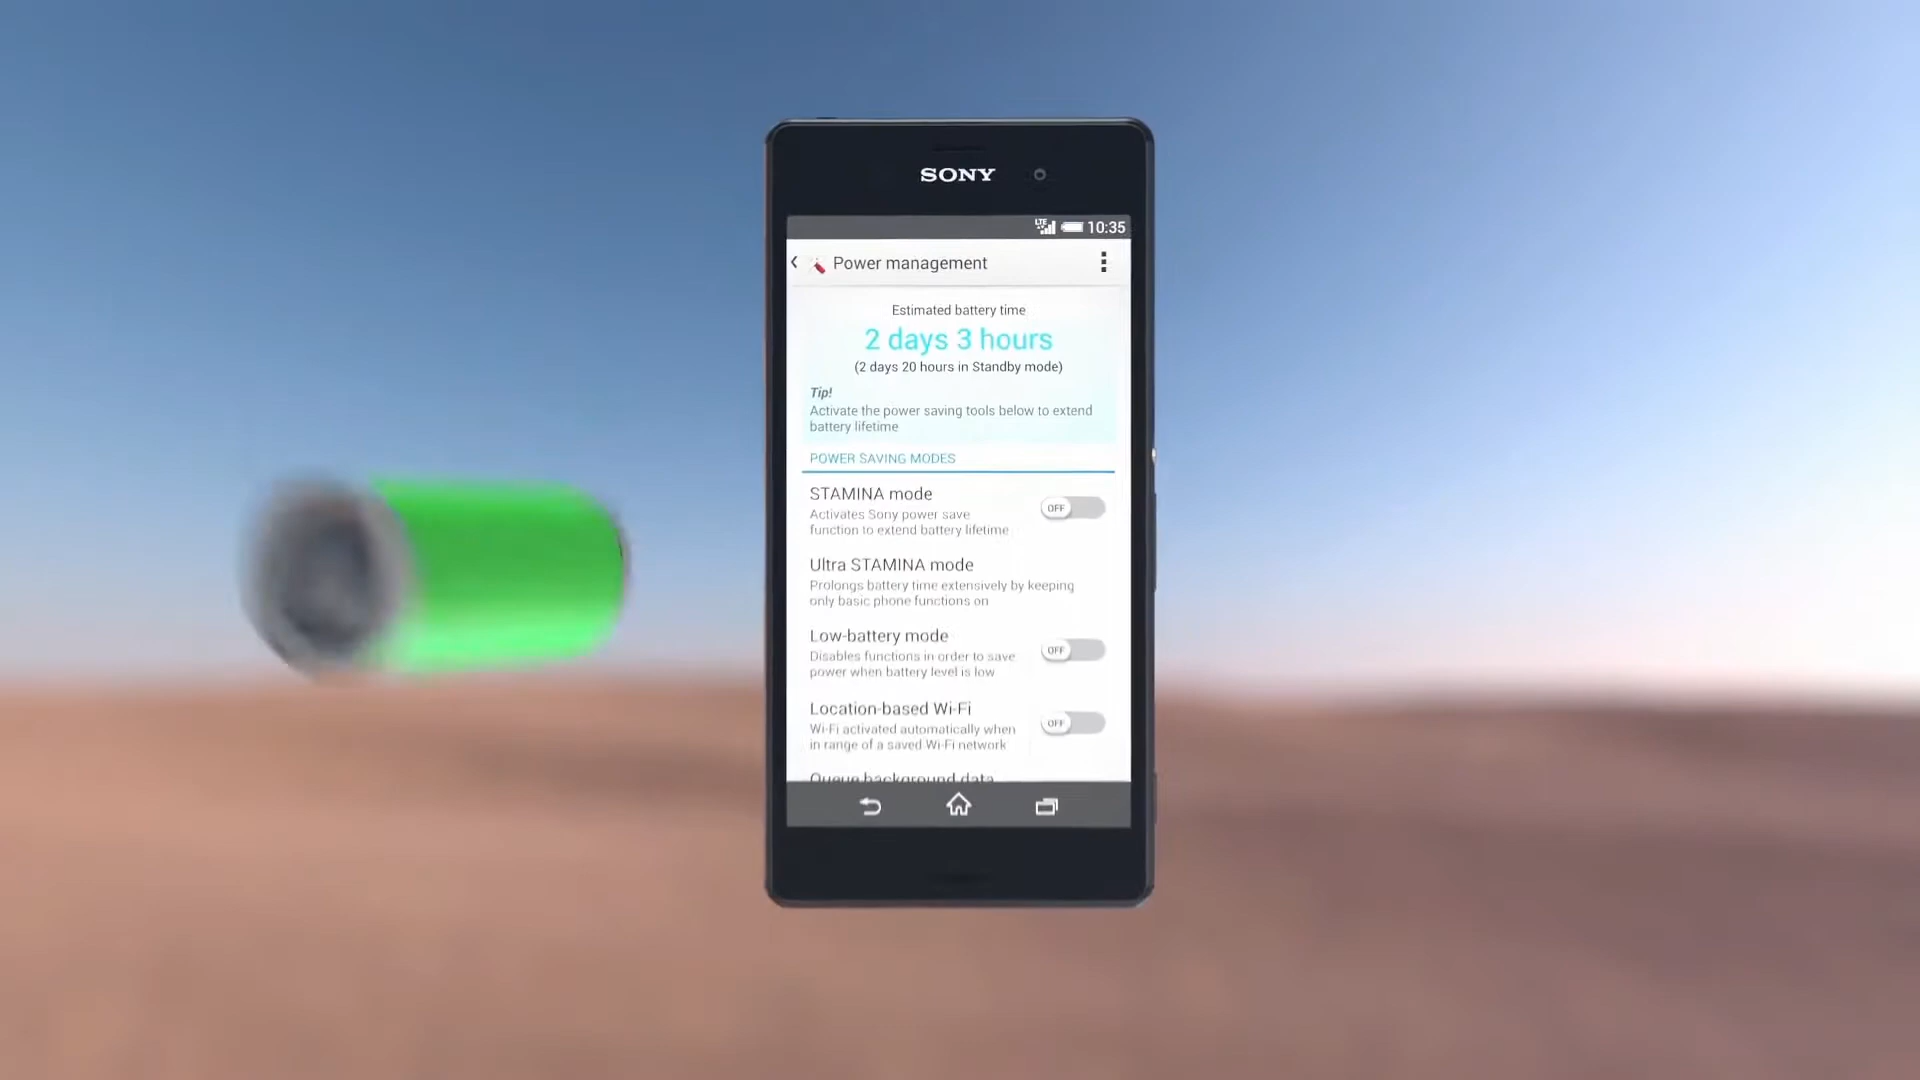 SONY
LTE 10:35
Power management
Estimated battery time
2 days 3 hours
(2 days 20 hours in Standby mode)
Tip!
Activate the power saving tools below to extend
battery lifetime
POWER SAVING MODES
STAMINA mode
Activates Sony power save
function to extend battery lifetime
OFF
Ultra STAMINA mode
Prolongs battery time extensively by keeping
only basic phone functions on
Low-battery mode
Disables functions in order to save
power when battery level is low
OFF
Location-based Wi-Fi
Wi-Fi activated automatically when
in range of a saved Wi-Fi network
OFF
Queue background data